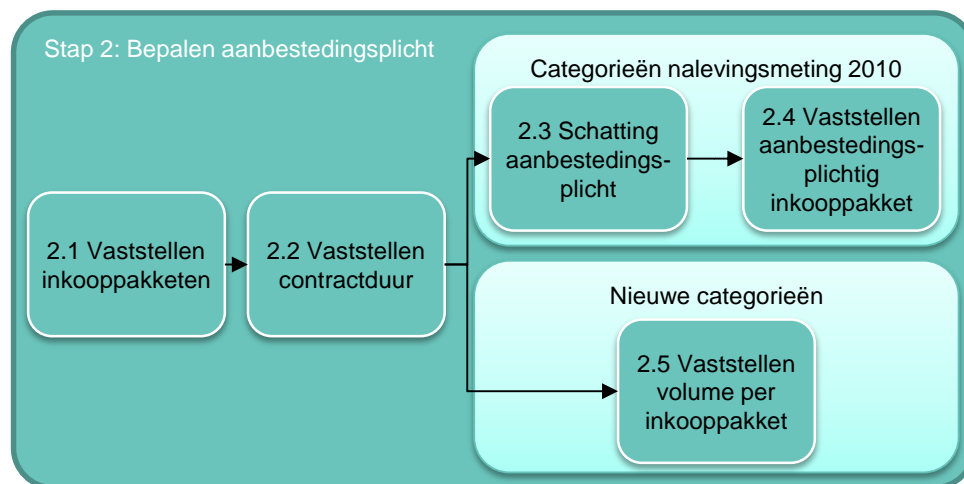 Stap 2: Bepalen aanbestedingsplicht
Categorieën nalevingsmeting 2010
2.1 Vaststellen
inkooppakketen
2.2 Vaststellen
contractduur
2.3 Schatting
aanbestedings-
plicht
2.4 Vaststellen
aanbestedings-
plichtig
inkooppakket
Nieuwe categorieën
2.5 Vaststellen
volume per
inkooppakket